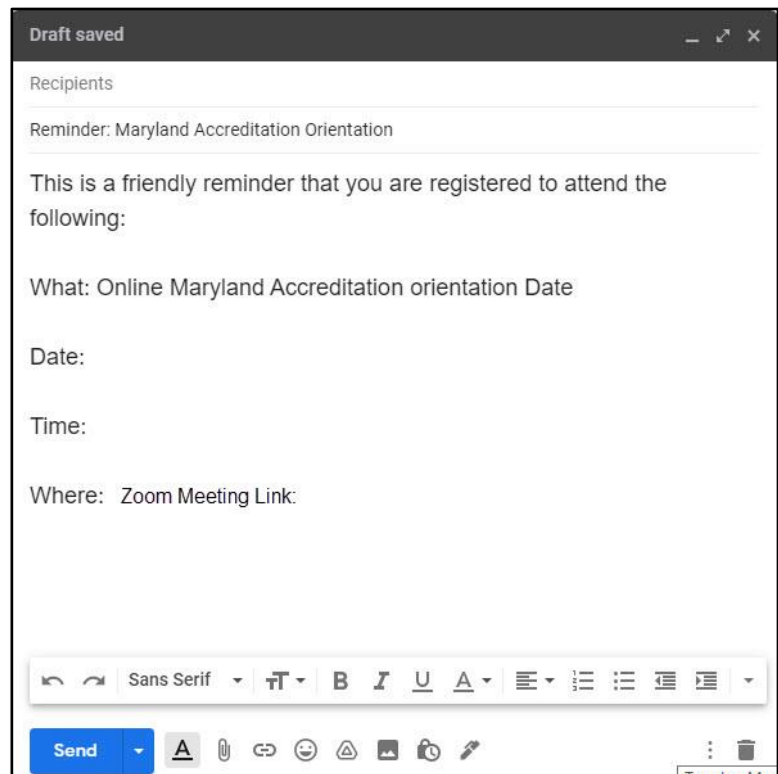 Draft saved
Recipients
Reminder: Maryland Accreditation Orientation
This is a friendly reminder that you are registered to attend the
following:
What: Online Maryland Accreditation orientation Date
Date:
Time:
Where: Zoom Meeting Link:
Sans Serif
Send